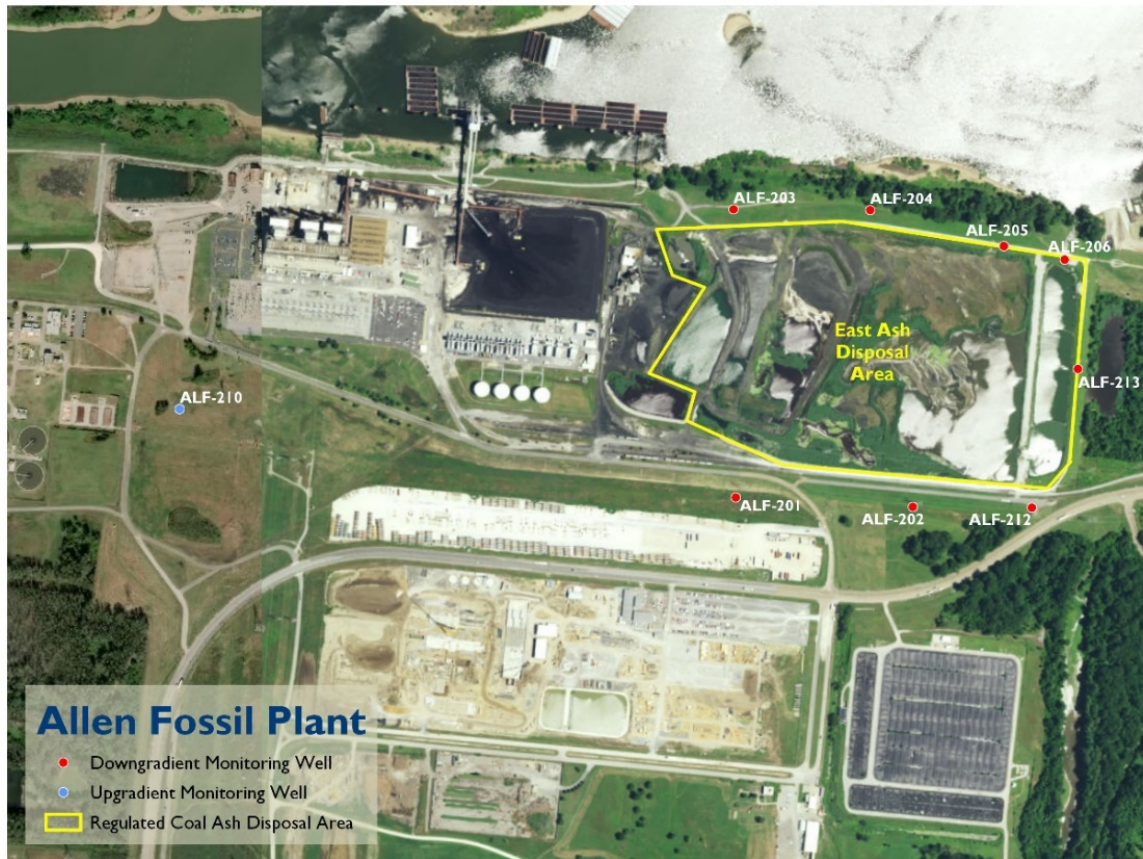 ALF-203
ALF-204
ALF-205
ALF-206
East Ash
Disposal
Area
ALF-213
ALF-210
ALF-201
ALF-202
ALF-212
Allen Fossil Plant
Downgradient Monitoring Well
Upgradient Monitoring Well
Regulated Coal Ash Disposal Area